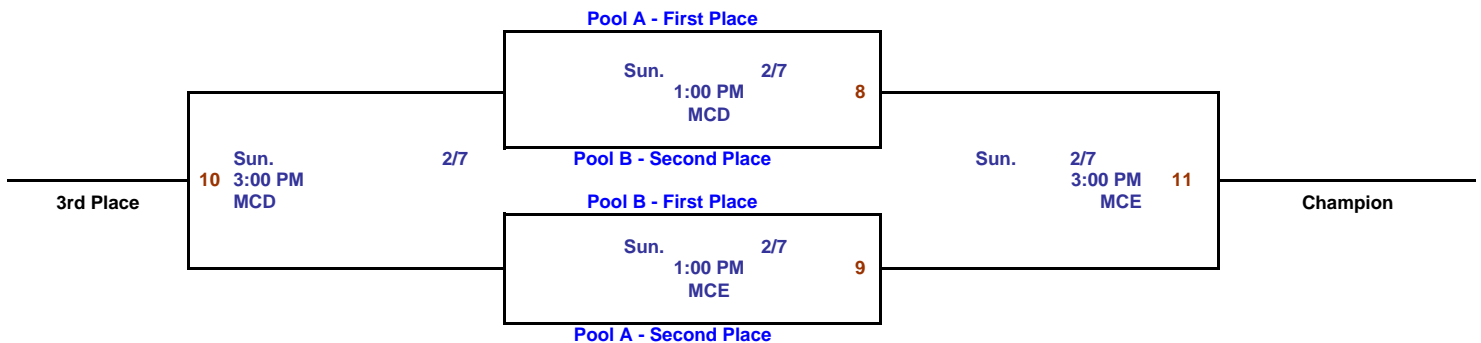 Pool A - First Place
Sun. 2/7
1:00 PM 8
MCD
Pool B - Second Place
Sun. 2/7
10 3:00 PM
MCD
3rd Place
Sun. 2/7
3:00 PM 11
MCE
Champion
Pool B - First Place
Sun. 2/7
1:00 PM 9
MCE
Pool A - Second Place